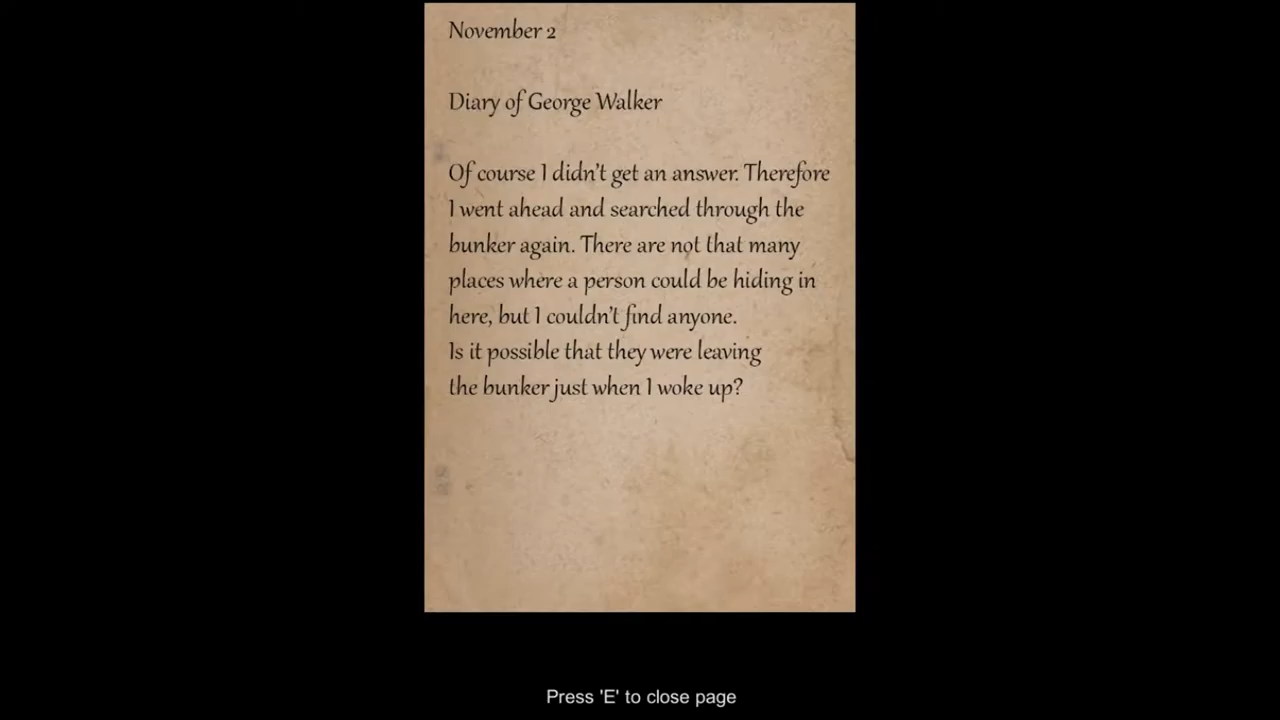 November 2
Diary of George Walker
Of course I didn't get an answer. Therefore
I went ahead and searched through the
bunker again. There are not that many
places where a person could be hiding in
here, but I couldn't find anyone.
Is it possible that they were leaving
the bunker just when I woke up?
Press 'E' to close page